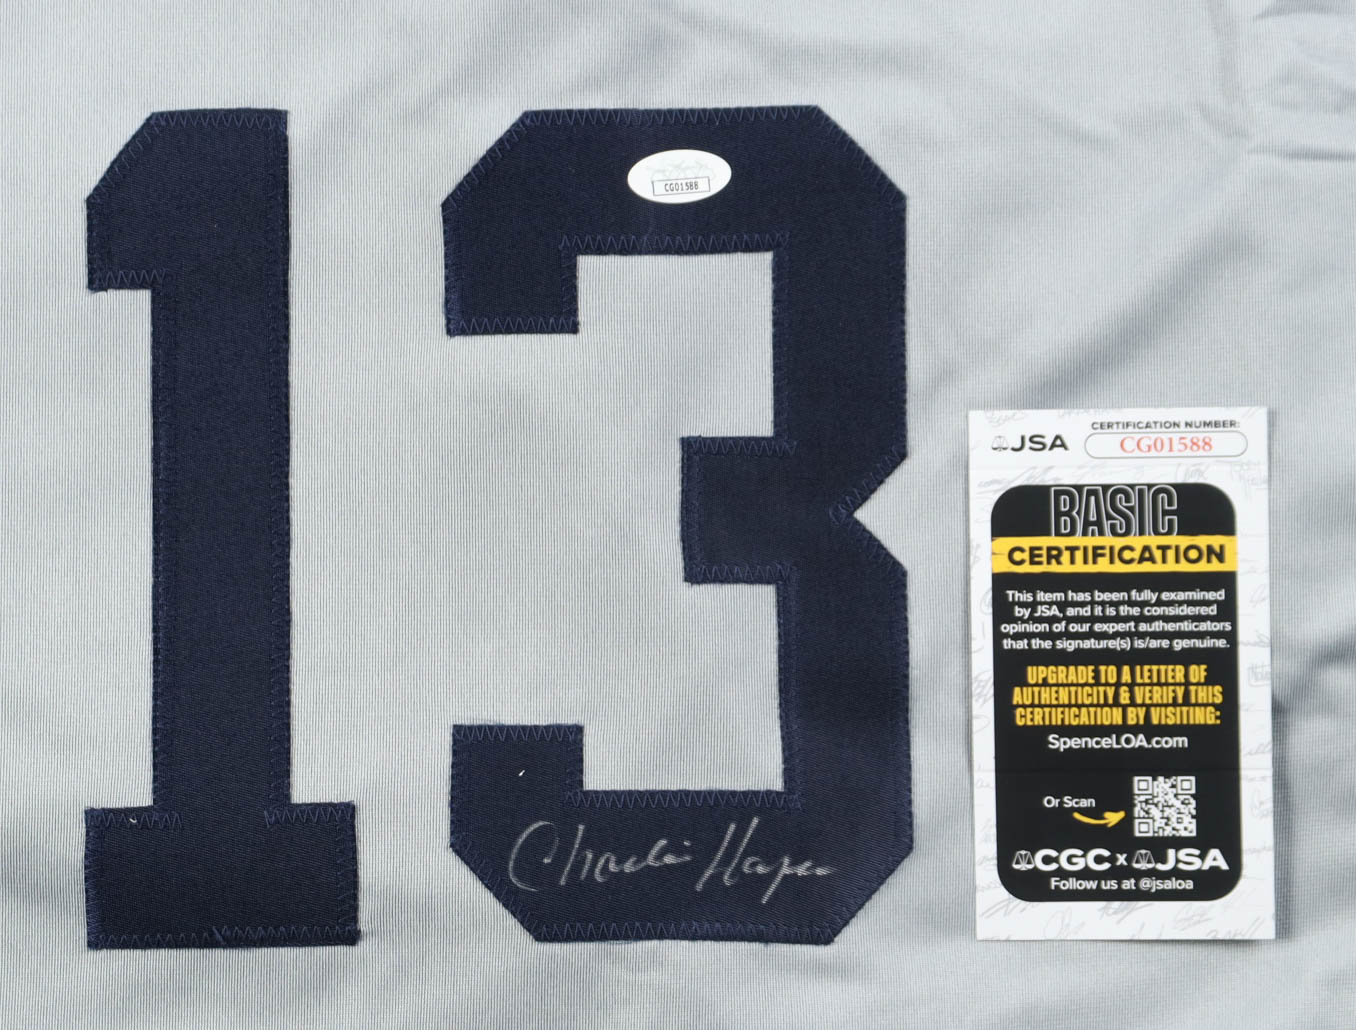 13
CG01588
JSA
CERTIFICATION NUMBER:
CG01588
BASIC
CERTIFICATION
This item has been fully examined
by JSA, and it is the considered
opinion of our expert authenticators
that the signature(s) is/are genuine.
UPGRADE TO A LETTER OF
AUTHENTICITY & VERIFY THIS
CERTIFICATION BY VISITING:
SpenceLOA.com
Or Scan
CGC x JSA
Follow us at @jsaloa
Charlie Hayes